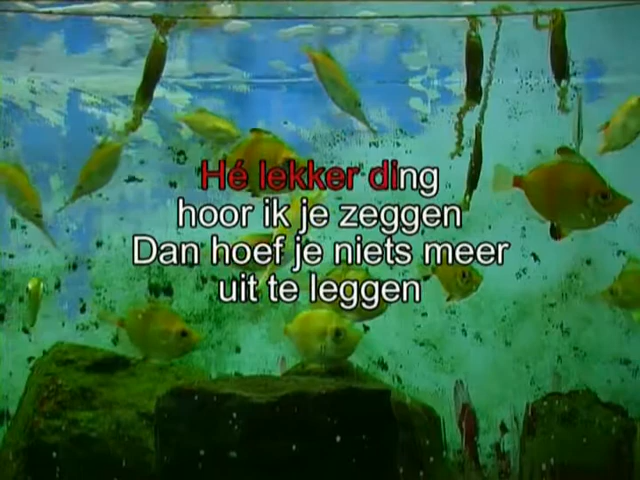 Hé lekker ding
hoor ik je zeggen
Dan hoef je niets meer
uit te leggen